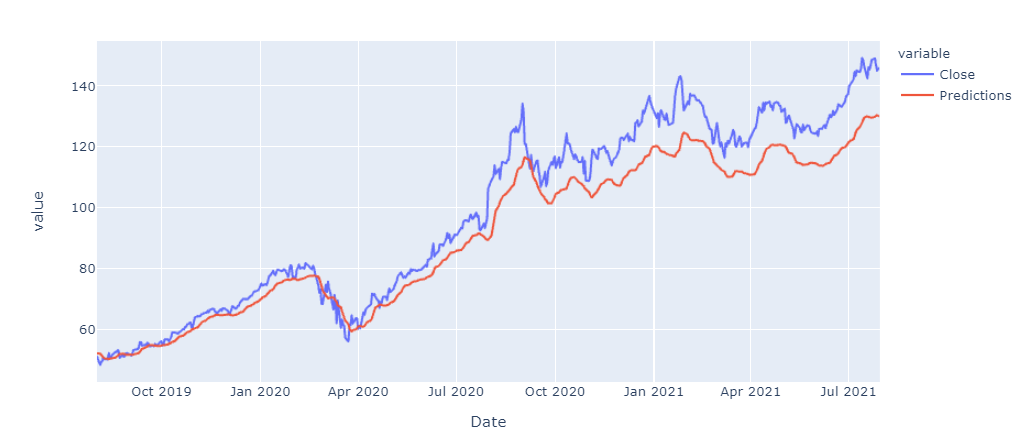 variable
Close
Predictions
140
120
100
80
60
value
Oct 2019
Jan 2020
Apr 2020
Jul 2020
Oct 2020
Jan 2021
Apr 2021
Jul 2021
Date